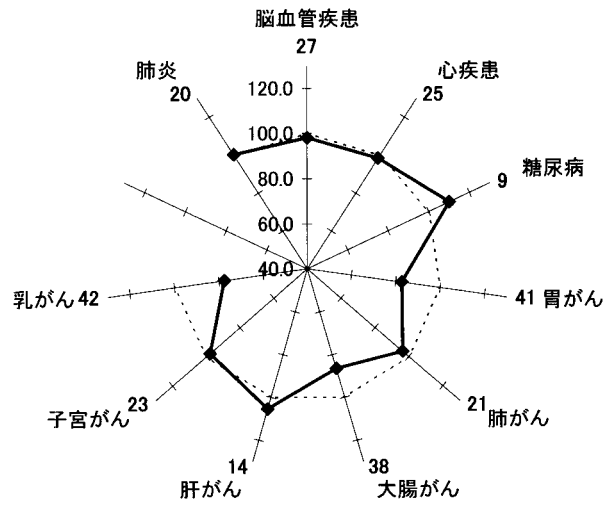 脳血管疾患
27
心疾患
25
糖尿病
9
41 胃がん
21
肺がん
38
大腸がん
14
肝がん
23
子宮がん
乳がん 42
肺炎
20
120.0
100.0
80.0
60.0
40.0